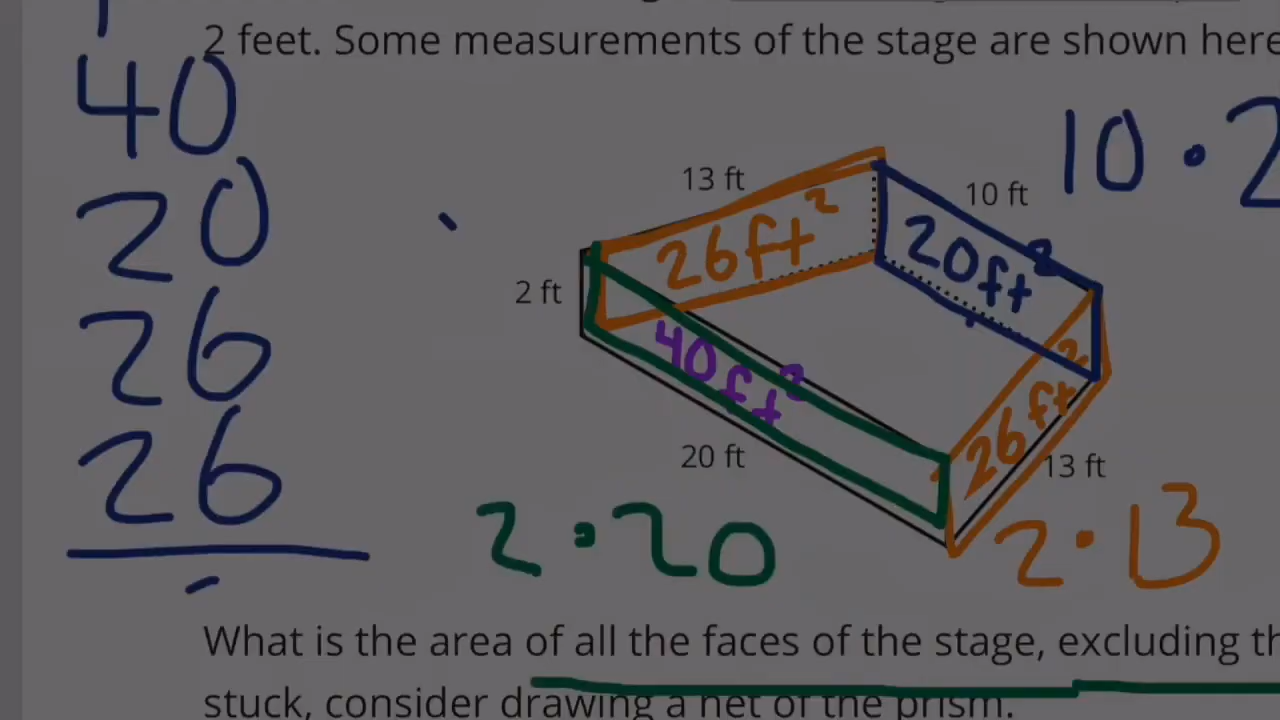 2 feet. Some measurements of the stage are shown here
40
20
26
26
13 ft
10 ft
10 · 2
26ft²
20ft²
2 ft
40ft²
26ft²
20 ft
13 ft
2 · 20
2 · 13
What is the area of all the faces of the stage, excluding th
stuck, consider drawing a net of the prism.